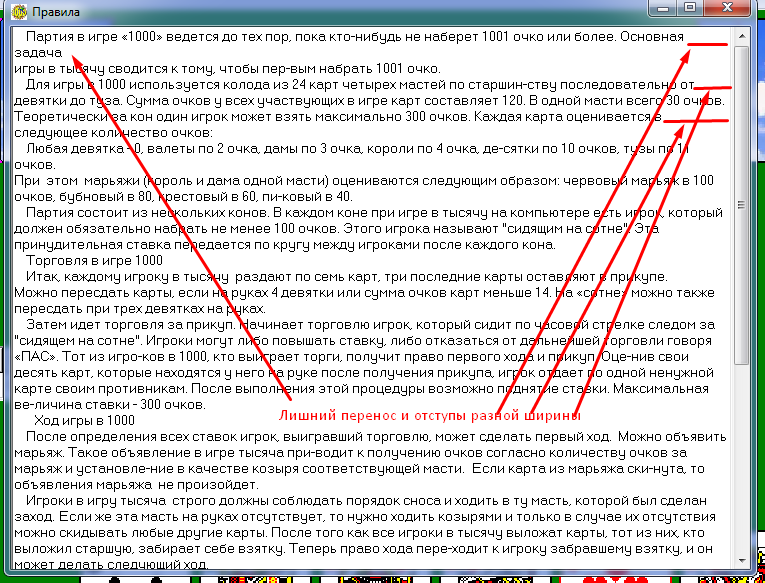 Правила
Партия в игре «1000» ведется до тех пор, пока кто-нибудь не наберет 1001 очко или более. Основная
задача
игры в тысячу сводится к тому, чтобы пер-вым набрать 1001 очко.
Для игры в 1000 используется колода из 24 карт четырех мастей по старшин-ству последовательно от
девятки до туза. Сумма очков у всех участвующих в игре карт составляет 120. В одной масти всего 30 очков.
Теоретически за кон один игрок может взять максимально 300 очков. Каждая карта оценивается в
следующее количество очков:
Любая девятка - 0, валеты по 2 очка, дамы по 3 очка, короли по 4 очка, де-сятки по 10 очков, тузы по 11
очков.
При этом марьяжи (король и дама одной масти) оцениваются следующим образом: червовый марьяж в 100
очков, бубновый в 80, крестовый в 60, пи-ковый в 40.
Партия состоит из нескольких конов. В каждом коне при игре в тысячу на компьютере есть игрок, который
должен обязательно набрать не менее 100 очков. Этого игрока называют "сидящим на сотне". Эта
принудительная ставка передается по кругу между игроками после каждого кона.
Торговля в игре 1000
Итак, каждому игроку в тысячу раздают по семь карт, три последние карты оставляют в прикупе.
Можно пересдать карты, если на руках 4 девятки или сумма очков карт меньше 14. На «сотне» можно также
пересдать при трех девятках на руках.
Затем идет торговля за прикуп. Начинает торговлю игрок, который сидит по часовой стрелке следом за
"сидящем на сотне". Игроки могут либо повышать ставку, либо отказаться от дальнейшей торговли говоря
«ПАС». Тот из игро-ков в 1000, кто выиграет торги, получит право первого хода и прикуп. Оце-нив свои
десять карт, которые находятся у него на руке после получения прикупа, игрок отдает по одной ненужной
карте своим противникам. После выполнения этой процедуры возможно поднятие ставки. Максимальная
ве-личина ставки - 300 очков.
Лишний перенос и отступы разной ширины
Ход игры в 1000
После определения всех ставок игрок, выигравший торговлю, может сделать первый ход. Можно объявить
марьяж. Такое объявление в игре тысяча при-водит к получению очков согласно количеству очков за
марьяж и установле-ние в качестве козыря соответствующей масти. Если карта из марьяжа ски-нута, то
объявления марьяжа не произойдет.
Игроки в игру тысяча строго должны соблюдать порядок сноса и ходить в ту масть, которой был сделан
заход. Если же эта масть на руках отсутствует, то нужно ходить козырями и только в случае их отсутствия
можно скидывать любые другие карты. После того как все игроки в тысячу выложат карты, тот из них, кто
выложил старшую, забирает себе взятку. Теперь право хода пере-ходит к игроку забравшему взятку, и он
может делать следующий ход.